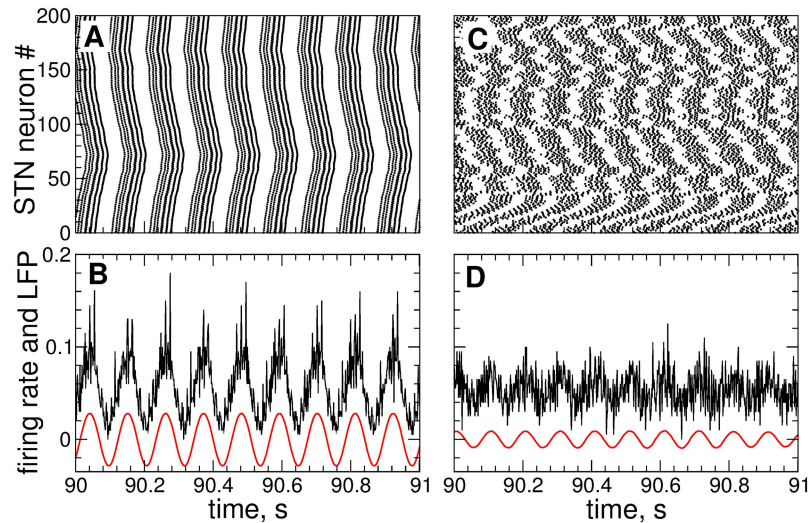 200
150
100
50
0
STN neuron #
A
C
0.2
0.1
0
firing rate and LFP
B
D
90 90.2 90.4 90.6 90.8 91
90 90.2 90.4 90.6 90.8 91
time, s
time, s